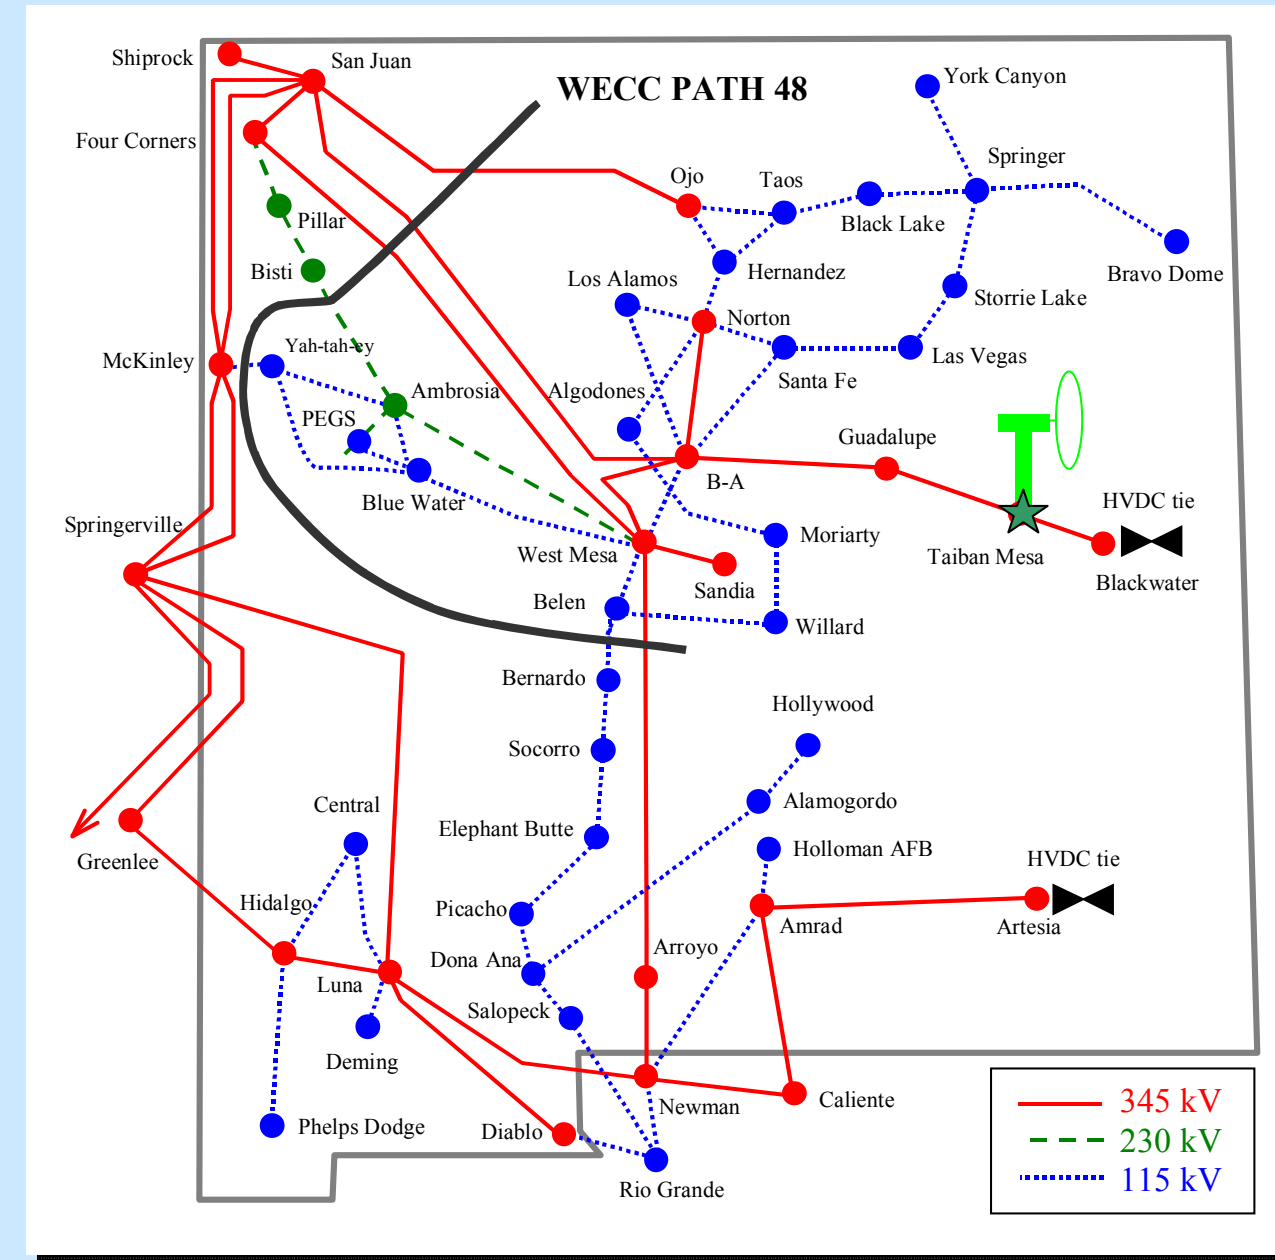 Shiprock
San Juan
WECC PATH 48
York Canyon
Four Corners
Springer
Ojo
Taos
Pillar
Black Lake
Bisti
Los Alamos
Hernandez
Bravo Dome
Storrie Lake
Norton
Yah-tah-ey
McKinley
Las Vegas
Santa Fe
Ambrosia
Algodones
PEGS
Guadalupe
B-A
Blue Water
HVDC tie
Springerville
Moriarty
West Mesa
Taiban Mesa
Sandia
Blackwater
Belen
Willard
Bernardo
Hollywood
Socorro
Central
Alamogordo
Elephant Butte
Holloman AFB
HVDC tie
Greenlee
Hidalgo
Picacho
Amrad
Artesia
Arroyo
Dona Ana
Luna
Salopeck
Deming
Newman
Caliente
345 kV
Phelps Dodge
Diablo
230 kV
115 kV
Rio Grande